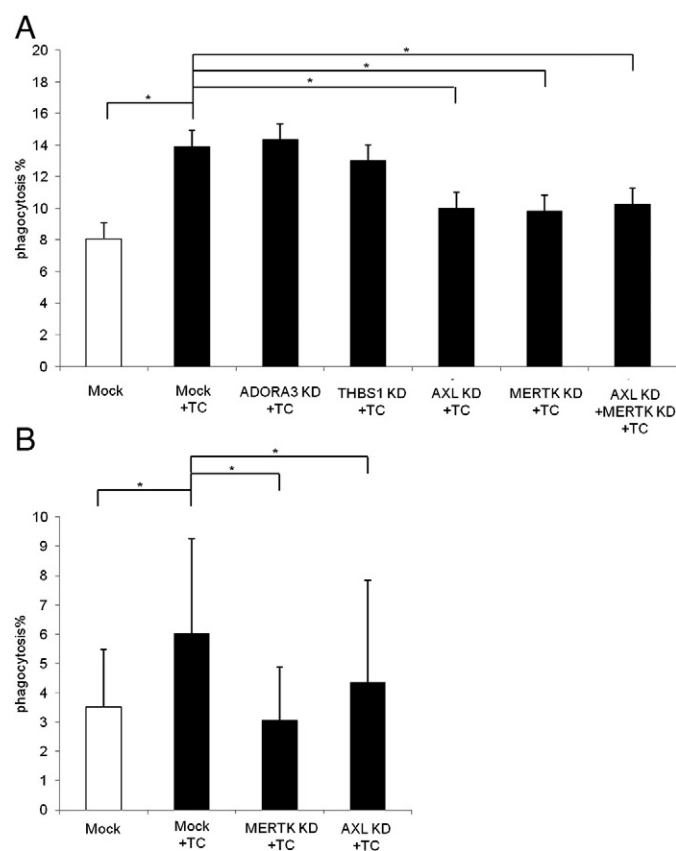 A
20
18
16
14
12
10
8
6
4
2
0
phagocytosis %
*
*
*
*
Mock
Mock
+TC
ADORA3 KD
+TC
THBS1 KD
+TC
AXL KD
+TC
MERTK KD
+TC
AXL KD
+MERTK KD
+TC
B
10
9
8
7
6
5
4
3
2
1
0
phagocytosis%
*
*
*
Mock
Mock
+TC
MERTK KD
+TC
AXL KD
+TC